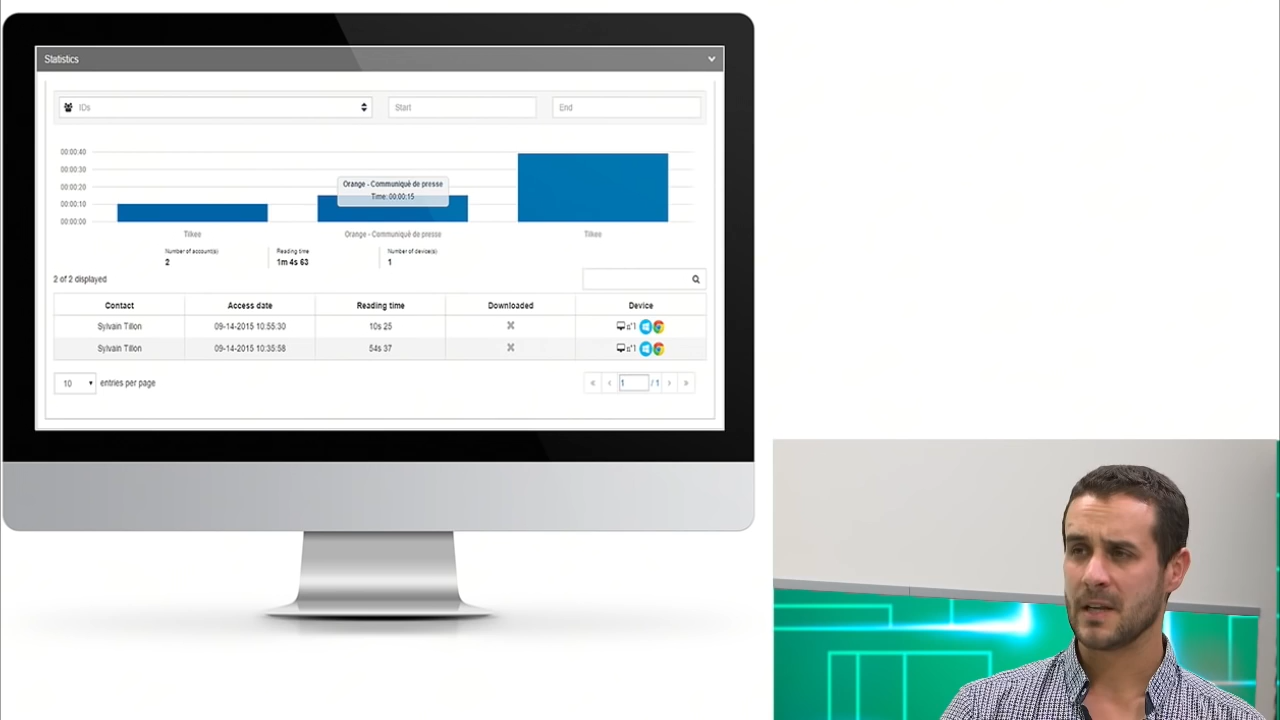 Statistics
IDs Start End
00:00:40
00:00:30
00:00:20
00:00:10
00:00:00
Orange - Communiqué de presse
Time: 00:00:15
Tilkee Orange - Communiqué de presse Tilkee
Number of account(s) Reading time Number of device(s)
2 1m 4s 63 1
2 of 2 displayed
Contact Access date Reading time Downloaded Device
Sylvain Tillon 09-14-2015 10:55:30 10s 25 n°1
Sylvain Tillon 09-14-2015 10:35:58 54s 37 n°1
10 entries per page « ‹ 1 / 1 › »